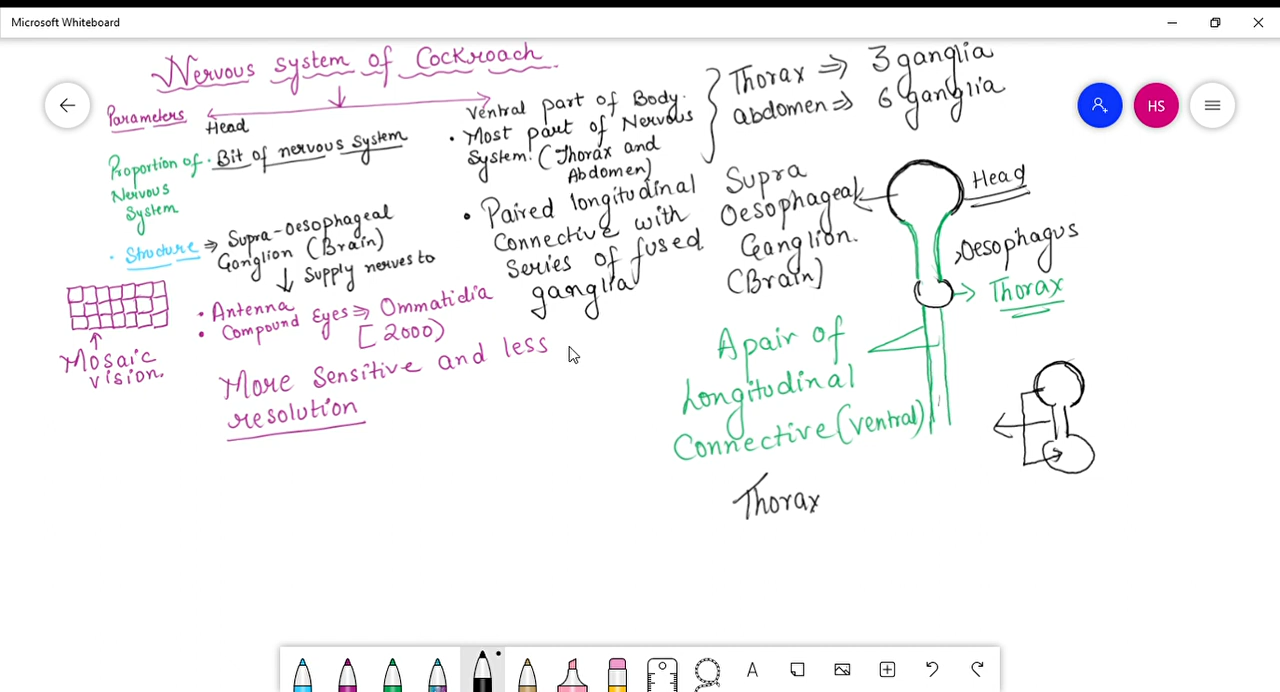 Microsoft Whiteboard
Nervous system of Cockroach
Parameters
Head
Ventral part of Body.
Proportion of
Nervous
System
· Bit of nervous system
• Most part of Nervous
System. (Thorax and
Abdomen)
Thorax ⇒ 3 ganglia
abdomen ⇒ 6 ganglia
· Structure ⇒ Supra-Oesophageal
Ganglion (Brain)
↓ Supply nerves to
• Antenna
• Compound Eyes ⇒ Ommatidia
[2000)
More Sensitive and less
resolution
Mosaic
vision.
• Paired longitudinal
Connective with
Series of fused
ganglia
Supra
Oesophageal
Ganglion.
(Brain)
Head
Oesophagus
Thorax
A pair of
Longitudinal
Connective (ventral)
Thorax
HS
A